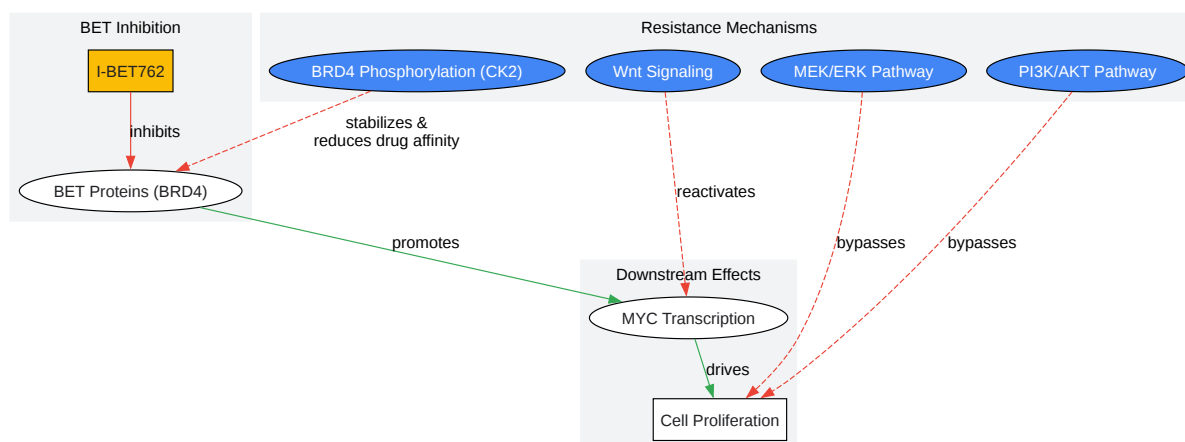 BET Inhibition
Resistance Mechanisms
I-BET762
BRD4 Phosphorylation (CK2)
Wnt Signaling
MEK/ERK Pathway
PI3K/AKT Pathway
inhibits
stabilizes &
reduces drug affinity
BET Proteins (BRD4)
reactivates
promotes
bypasses
bypasses
Downstream Effects
MYC Transcription
drives
Cell Proliferation